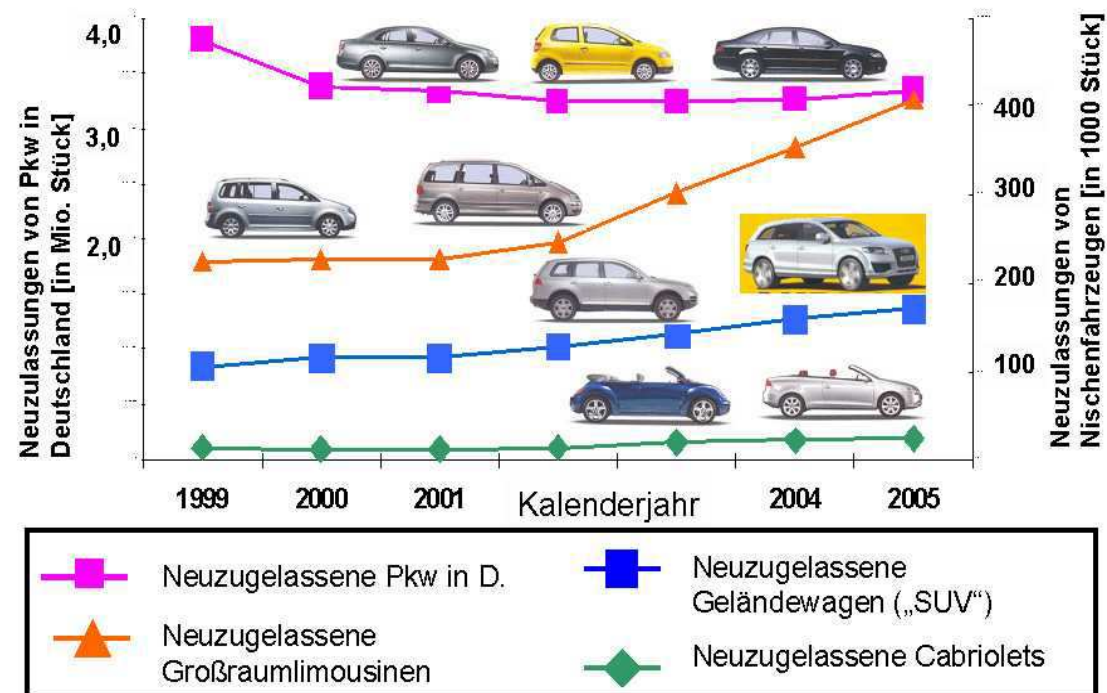 4,0
3,0
2,0
Neuzulassungen von Pkw in
Deutschland [in Mio. Stück]
400
300
200
100
Neuzulassungen von
Nischenfahrzeugen [in 1000 Stück]
1999
2000
2001
Kalenderjahr
2004
2005
Neuzugelassene Pkw in D.
Neuzugelassene
Großraumlimousinen
Neuzugelassene
Geländewagen („SUV“)
Neuzugelassene Cabriolets